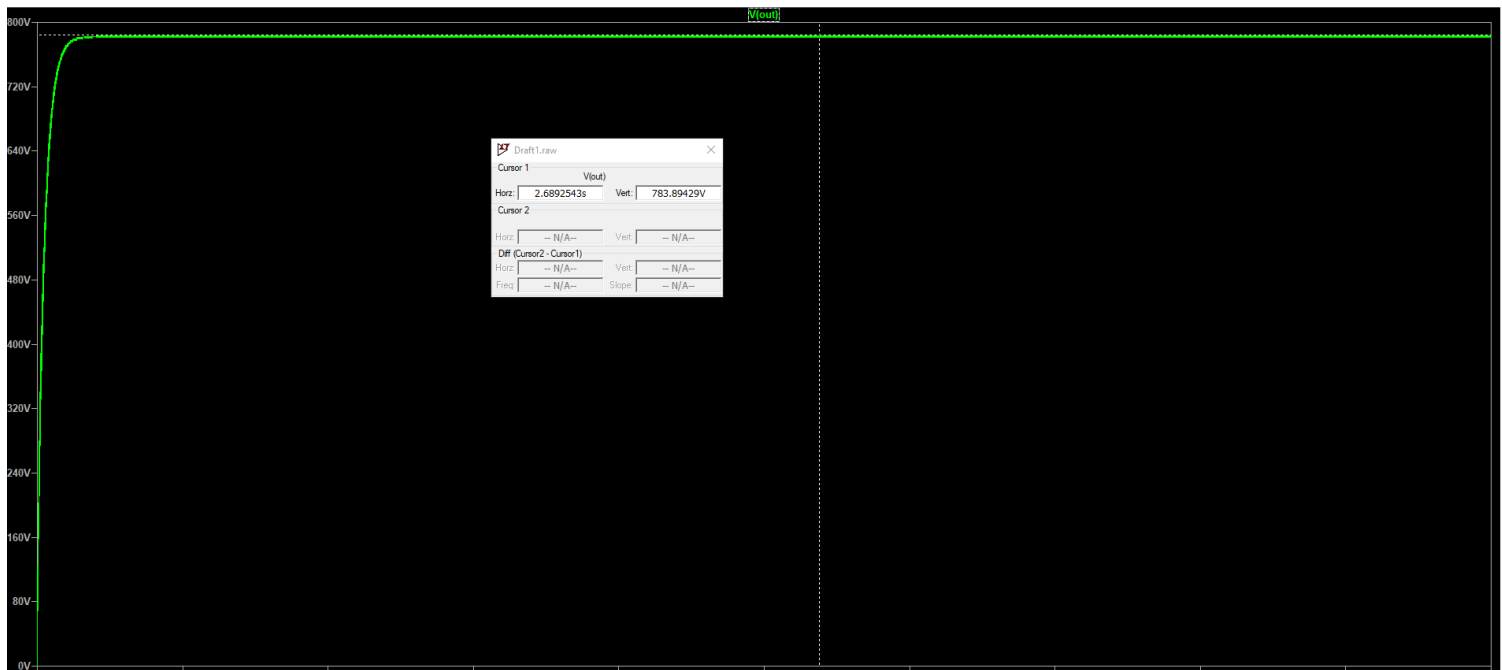 V(out)
800V
720V
640V
560V
480V
400V
320V
240V
160V
80V
0V
Draft1.raw
Cursor 1
V(out)
Horz: 2.6892543s Vert: 783.89429V
Cursor 2
Horz: -- N/A-- Vert: -- N/A--
Diff (Cursor2 - Cursor1)
Horz: -- N/A-- Vert: -- N/A--
Freq: -- N/A-- Slope: -- N/A--